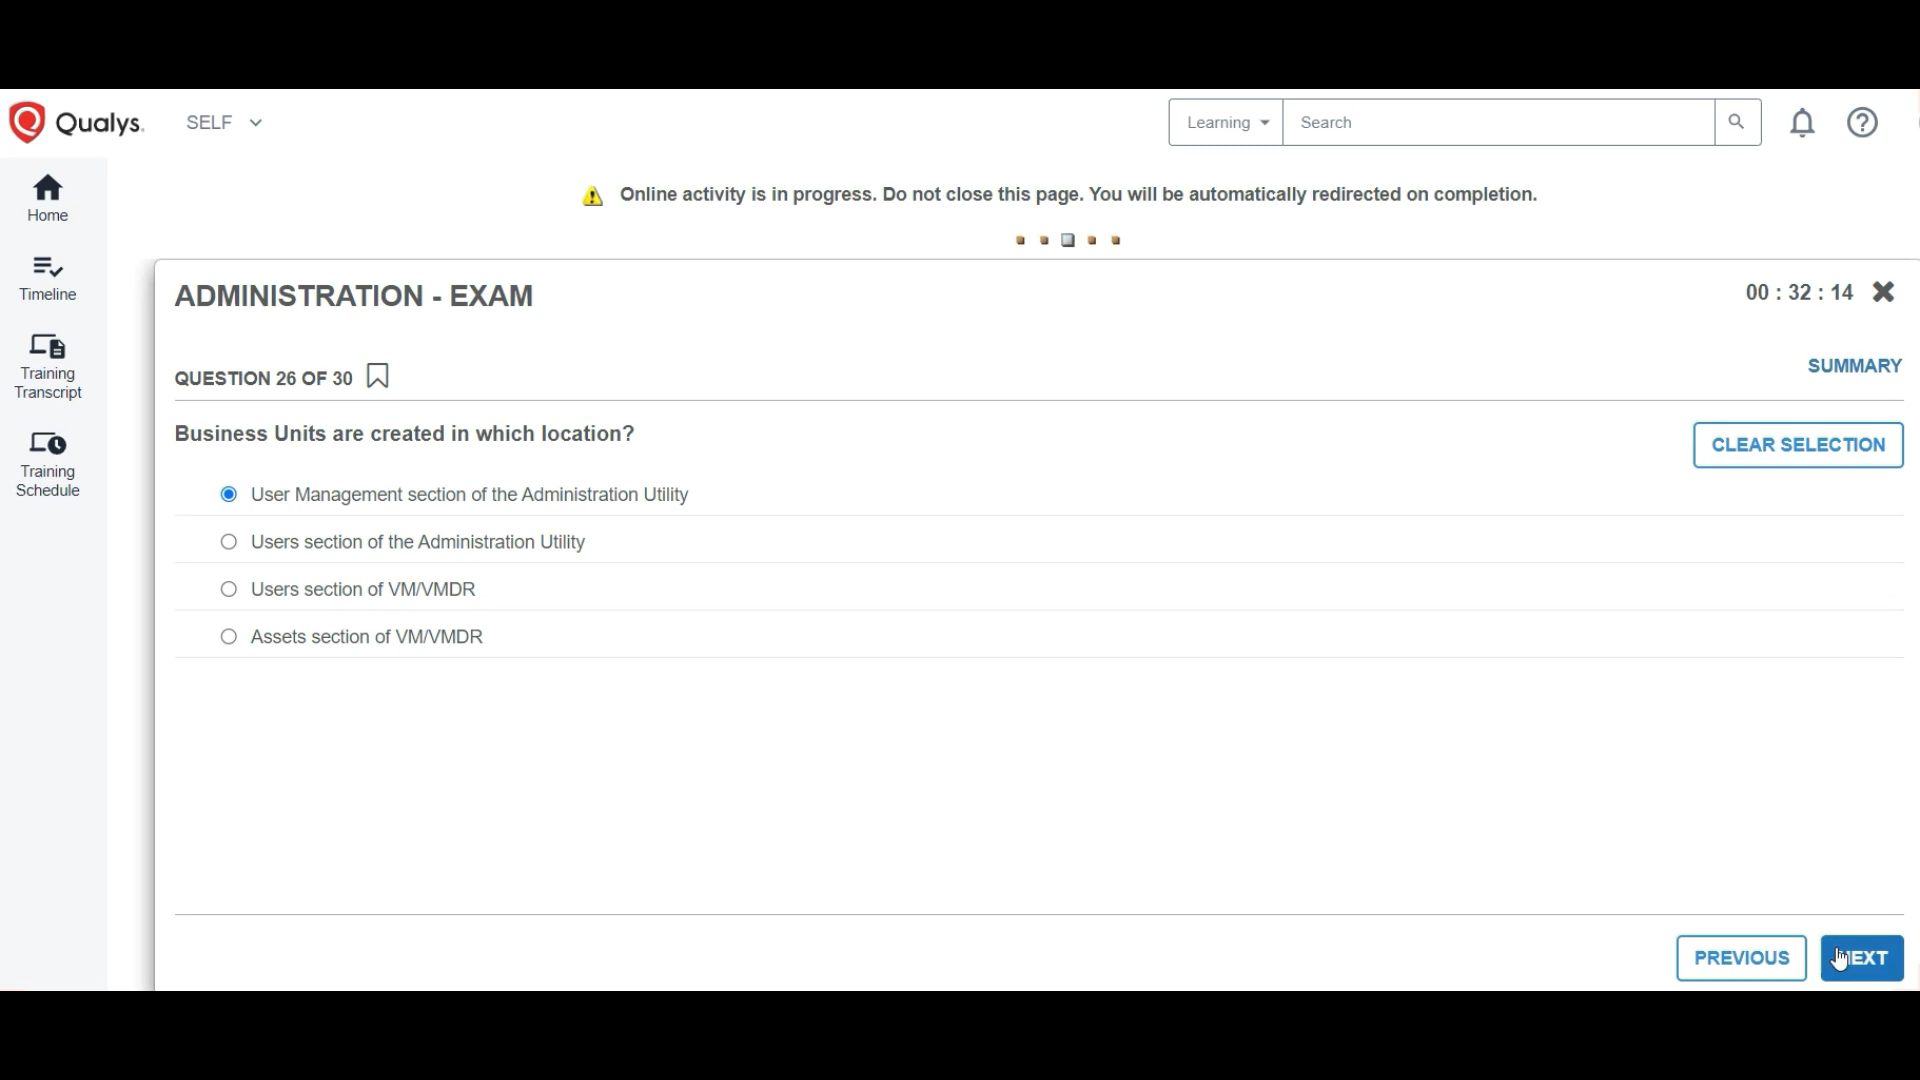 Qualys.
SELF
Learning
Search
Home
Timeline
Training
Transcript
Training
Schedule
Online activity is in progress. Do not close this page. You will be automatically redirected on completion.
ADMINISTRATION - EXAM
00 : 32 : 14
QUESTION 26 OF 30
SUMMARY
Business Units are created in which location?
CLEAR SELECTION
User Management section of the Administration Utility
Users section of the Administration Utility
Users section of VM/VMDR
Assets section of VM/VMDR
PREVIOUS
NEXT